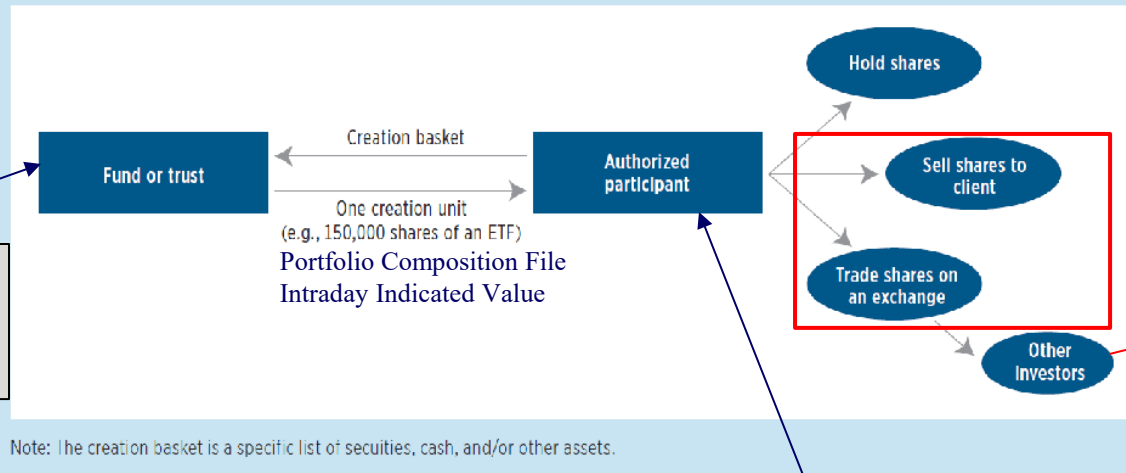 Hold shares
Creation basket
Fund or trust
Authorized
participant
Sell shares to
client
One creation unit
(e.g., 150,000 shares of an ETF)
Portfolio Composition File
Intraday Indicated Value
Trade shares on
an exchange
Other
Investors
Note: The creation basket is a specific list of secuities, cash, and/or other assets.